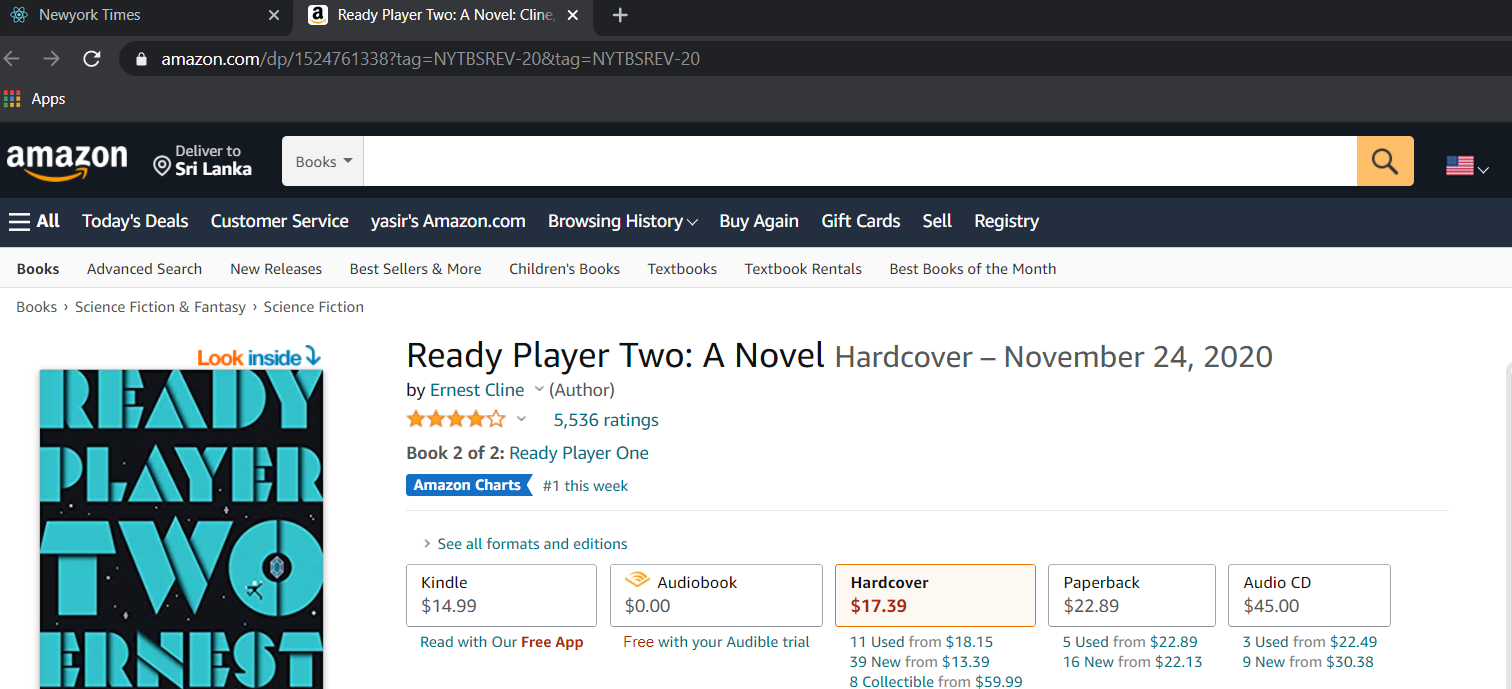 Newyork Times
Ready Player Two: A Novel: Cline,
amazon.com/dp/1524761338?tag=NYTBSREV-20&tag=NYTBSREV-20
Apps
amazon
Deliver to
Sri Lanka
Books
All Today's Deals Customer Service yasir's Amazon.com Browsing History Buy Again Gift Cards Sell Registry
Books Advanced Search New Releases Best Sellers & More Children's Books Textbooks Textbook Rentals Best Books of the Month
Books › Science Fiction & Fantasy › Science Fiction
Look inside
READY
PLAYER
TWO
ERNEST
Ready Player Two: A Novel Hardcover – November 24, 2020
by Ernest Cline (Author)
5,536 ratings
Book 2 of 2: Ready Player One
Amazon Charts #1 this week
› See all formats and editions
Kindle
$14.99
Read with Our Free App
Audiobook
$0.00
Free with your Audible trial
Hardcover
$17.39
11 Used from $18.15
39 New from $13.39
8 Collectible from $59.99
Paperback
$22.89
5 Used from $22.89
16 New from $22.13
Audio CD
$45.00
3 Used from $22.49
9 New from $30.38